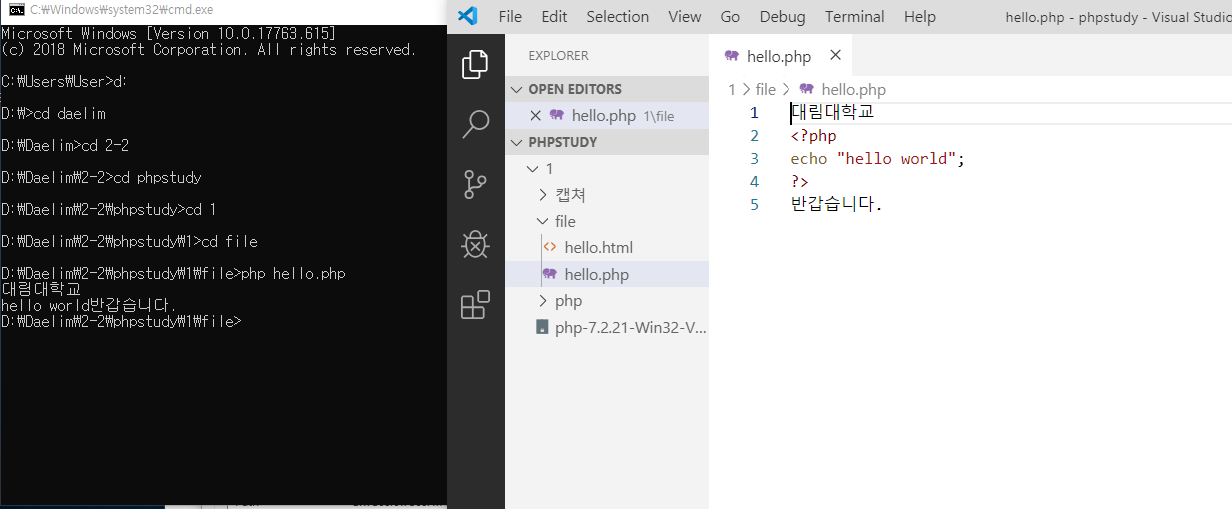 C:\Windows\system32\cmd.exe
Microsoft Windows [Version 10.0.17763.615]
(c) 2018 Microsoft Corporation. All rights reserved.
C:₩Users₩User>d:
D:₩>cd daelim
D:₩Daelim>cd 2-2
D:₩Daelim₩2-2>cd phpstudy
D:₩Daelim₩2-2₩phpstudy>cd 1
D:₩Daelim₩2-2₩phpstudy₩1>cd file
D:₩Daelim₩2-2₩phpstudy₩1₩file>php hello.php
대림대학교
hello world반갑습니다.
D:₩Daelim₩2-2₩phpstudy₩1₩file>
File Edit Selection View Go Debug Terminal Help hello.php - phpstudy - Visual Studio
EXPLORER
OPEN EDITORS
hello.php 1\file
PHPSTUDY
1
캡쳐
file
hello.html
hello.php
php
php-7.2.21-Win32-V...
hello.php
1 > file > hello.php
1 대림대학교
2 <?php
3 echo "hello world";
4 ?>
5 반갑습니다.